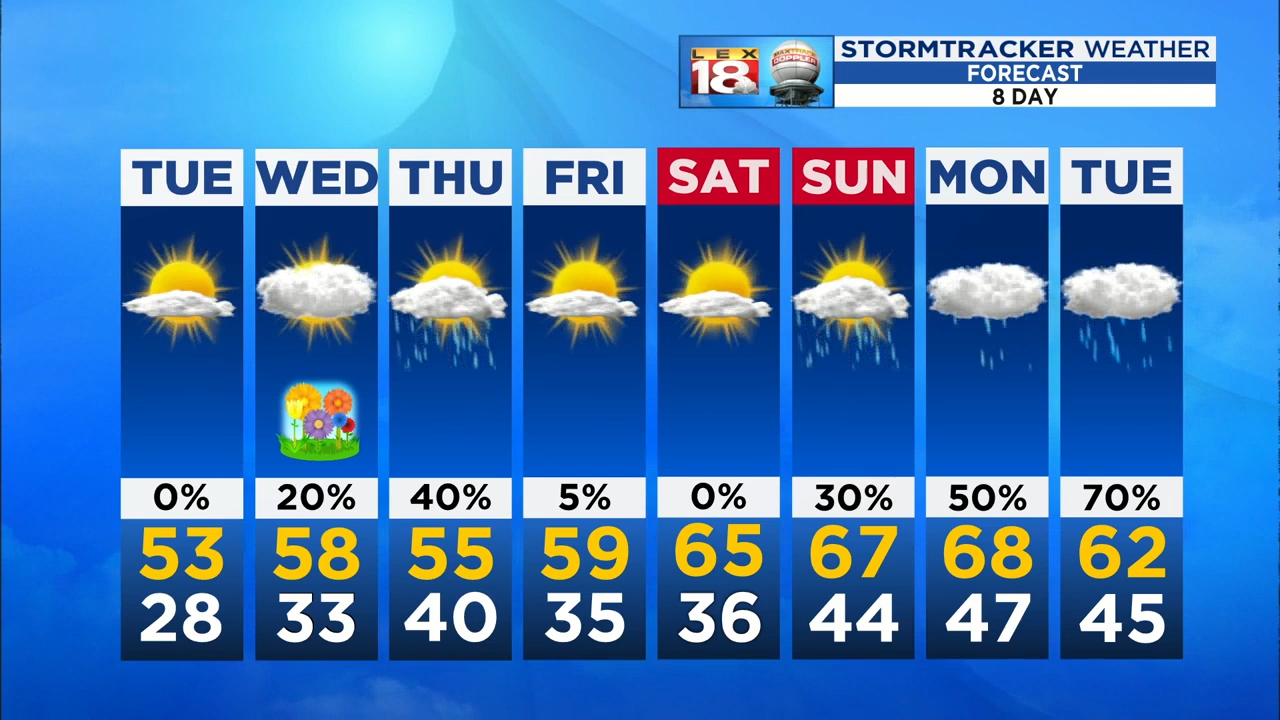 LEX
18
MAXTRACK
DOPPLER
STORMTRACKER WEATHER
FORECAST
8 DAY
TUE WED THU FRI SAT SUN MON TUE
0% 20% 40% 5% 0% 30% 50% 70%
53 58 55 59 65 67 68 62
28 33 40 35 36 44 47 45